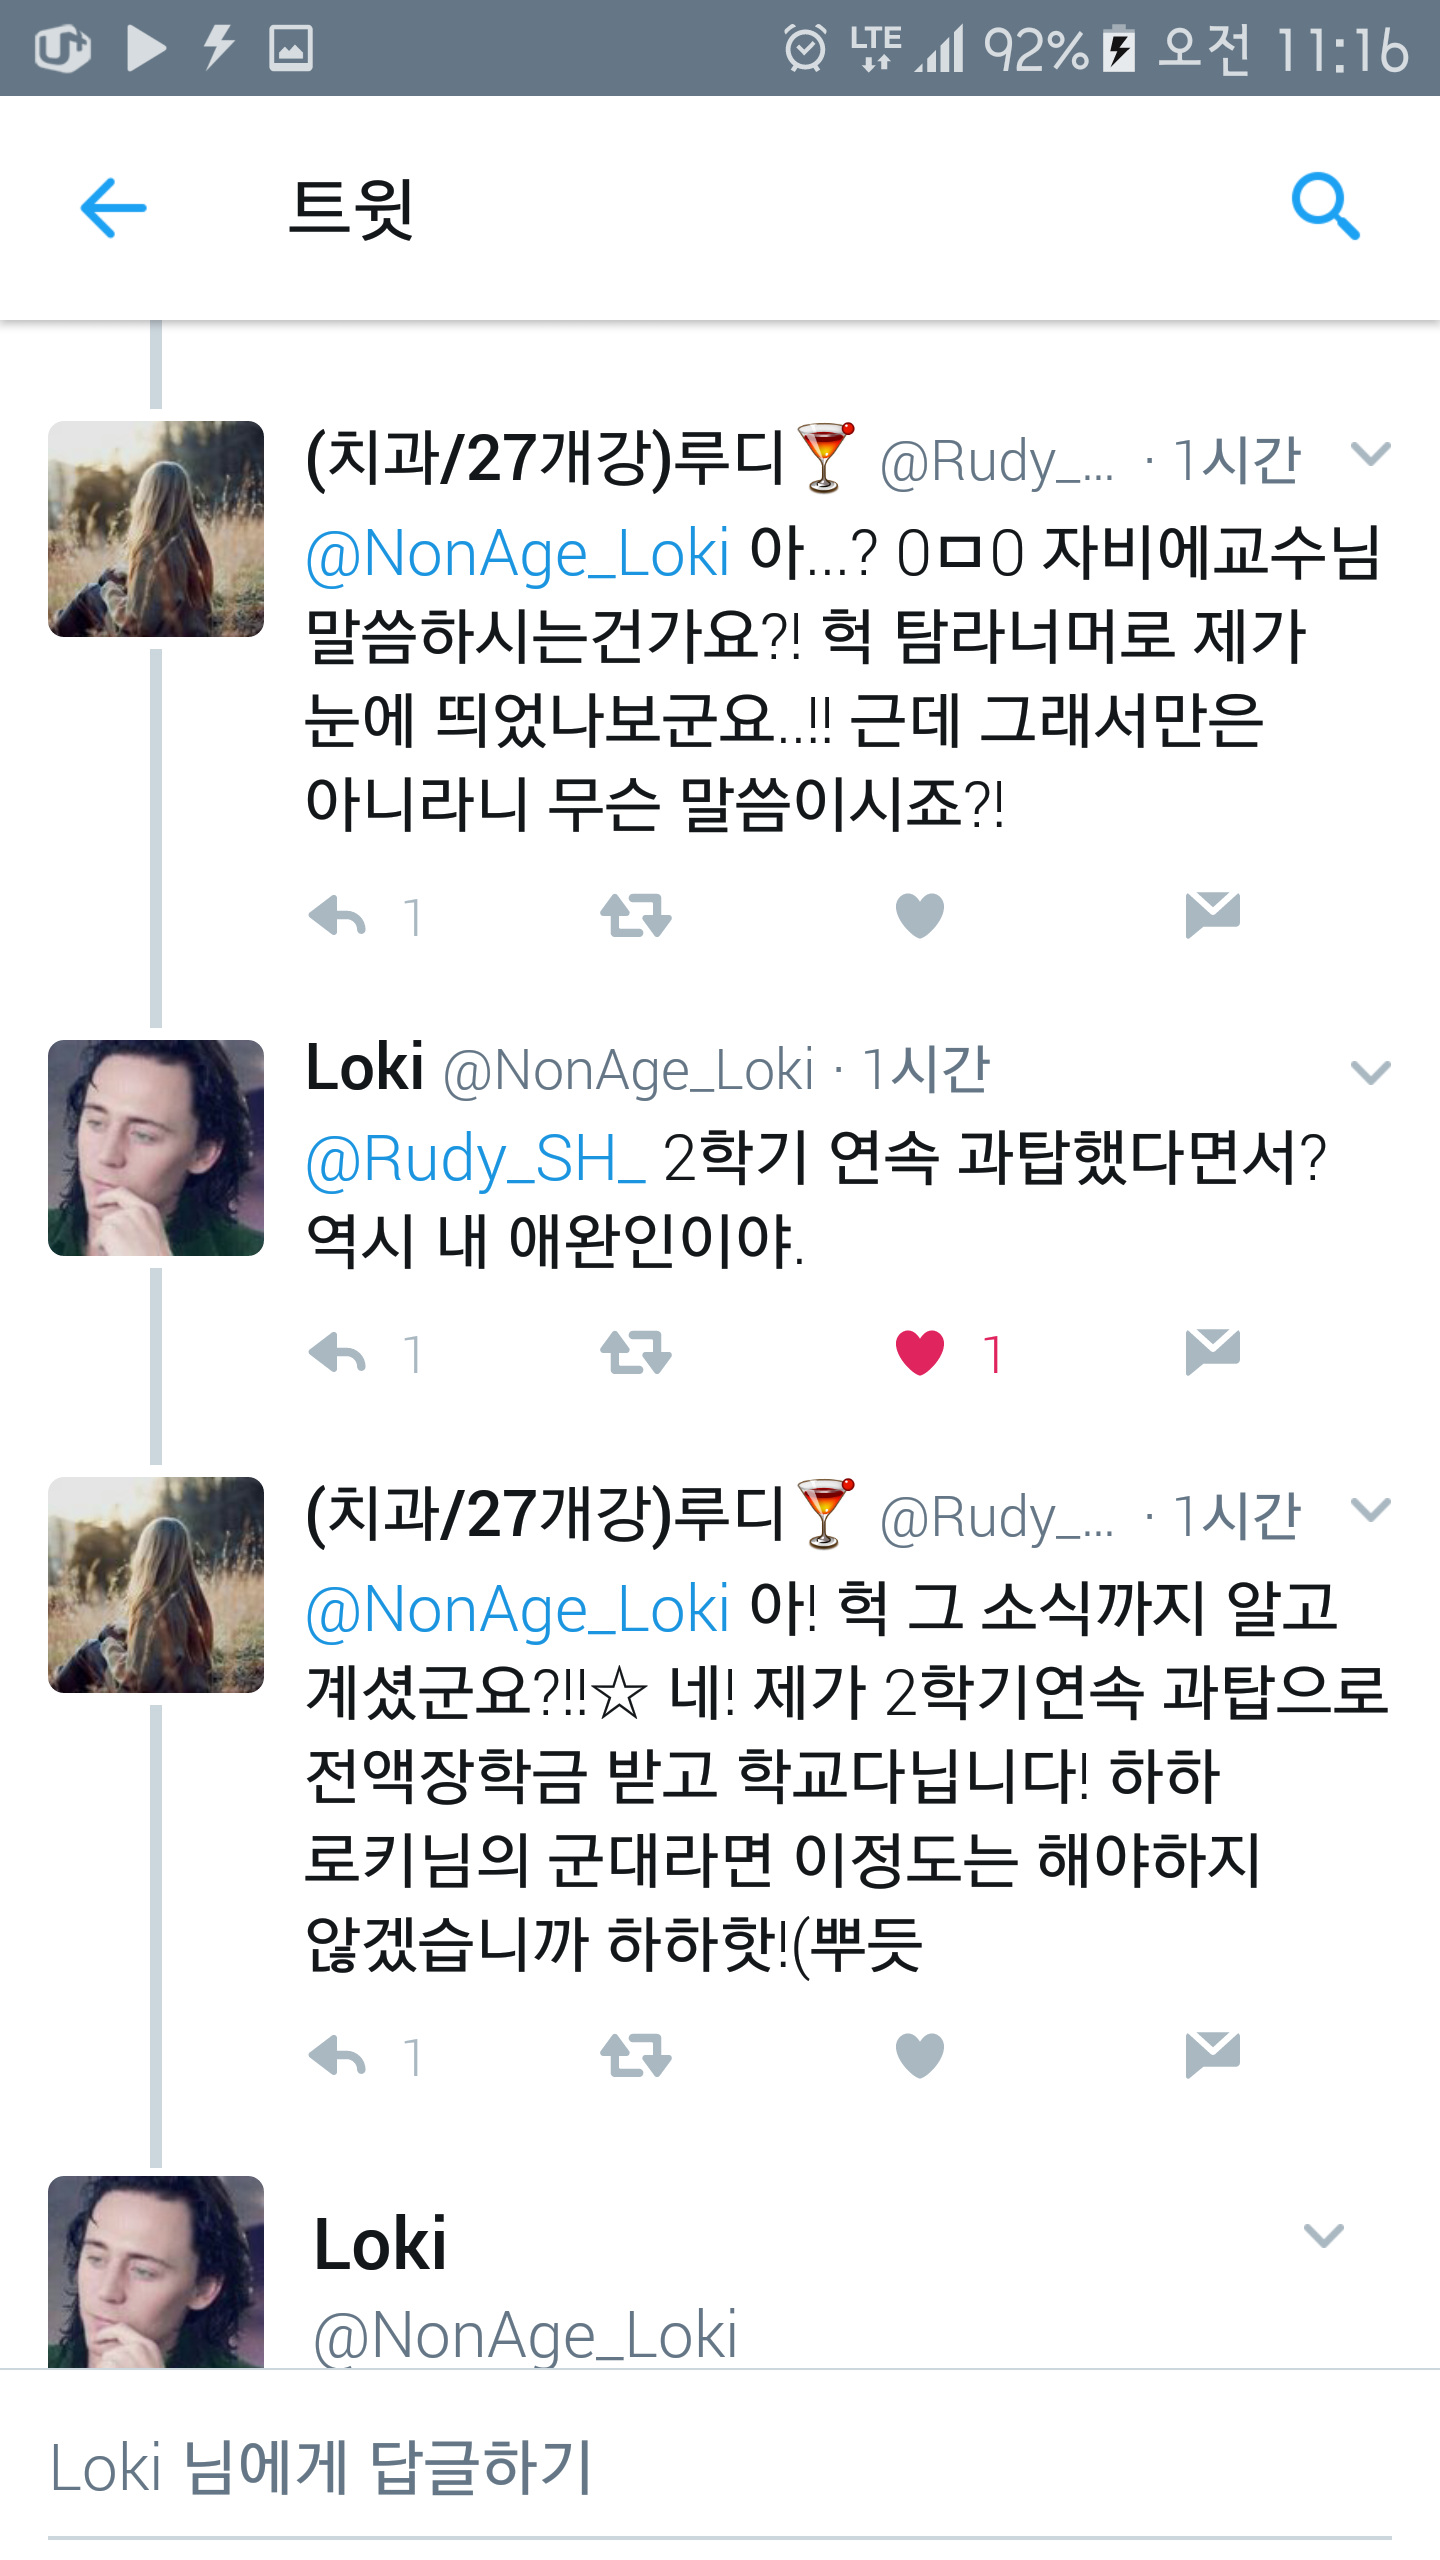 U+ LTE 92% 오전 11:16
트윗
(치과/27개강)루디🍸 @Rudy_... · 1시간
@NonAge_Loki 아...? 0ㅁ0 자비에교수님
말씀하시는건가요?! 헉 탐라너머로 제가
눈에 띄었나보군요..!! 근데 그래서만은
아니라니 무슨 말씀이시죠?!
1
Loki @NonAge_Loki · 1시간
@Rudy_SH_ 2학기 연속 과탑했다면서?
역시 내 애완인이야.
1 1
(치과/27개강)루디🍸 @Rudy_... · 1시간
@NonAge_Loki 아! 헉 그 소식까지 알고
계셨군요?!!☆ 네! 제가 2학기연속 과탑으로
전액장학금 받고 학교다닙니다! 하하
로키님의 군대라면 이정도는 해야하지
않겠습니까 하하핫!(뿌듯
1
Loki
@NonAge_Loki
Loki 님에게 답글하기